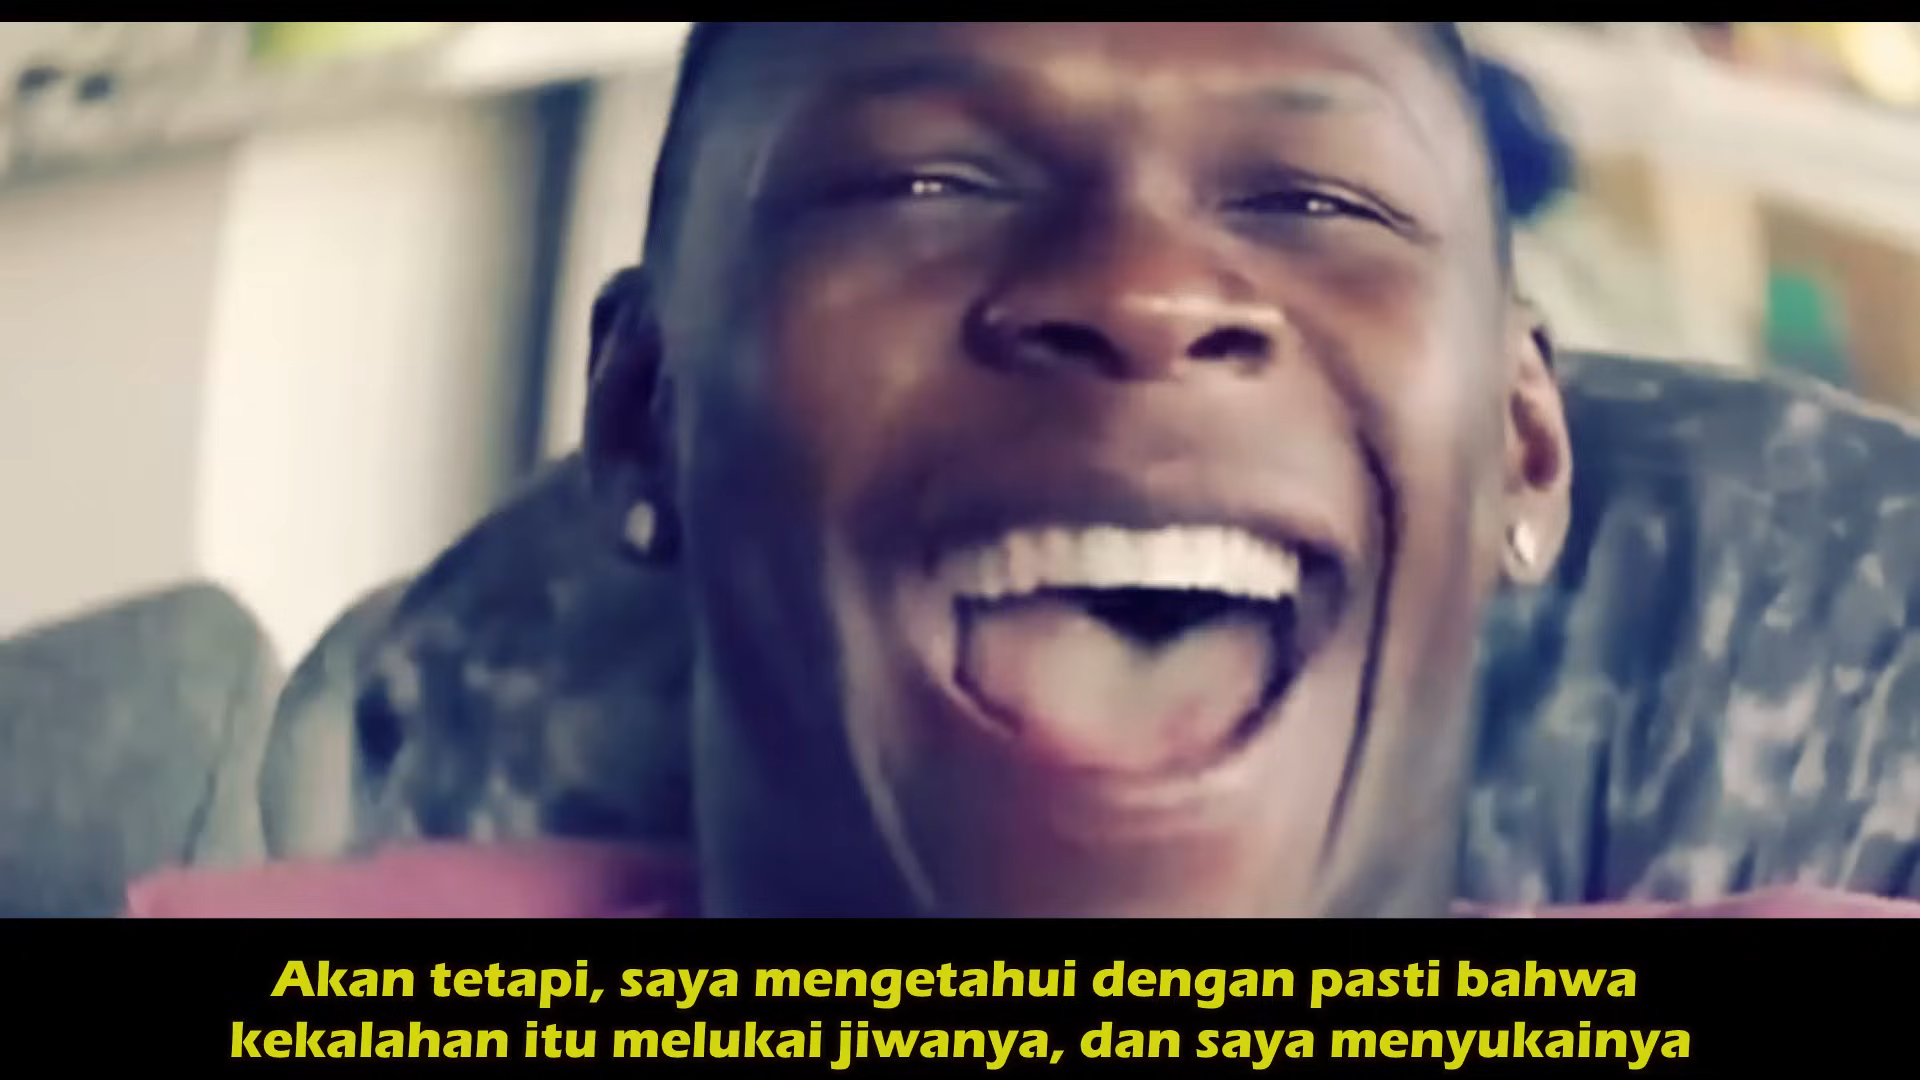 Akan tetapi, saya mengetahui dengan pasti bahwa
kekalahan itu melukai jiwanya, dan saya menyukainya